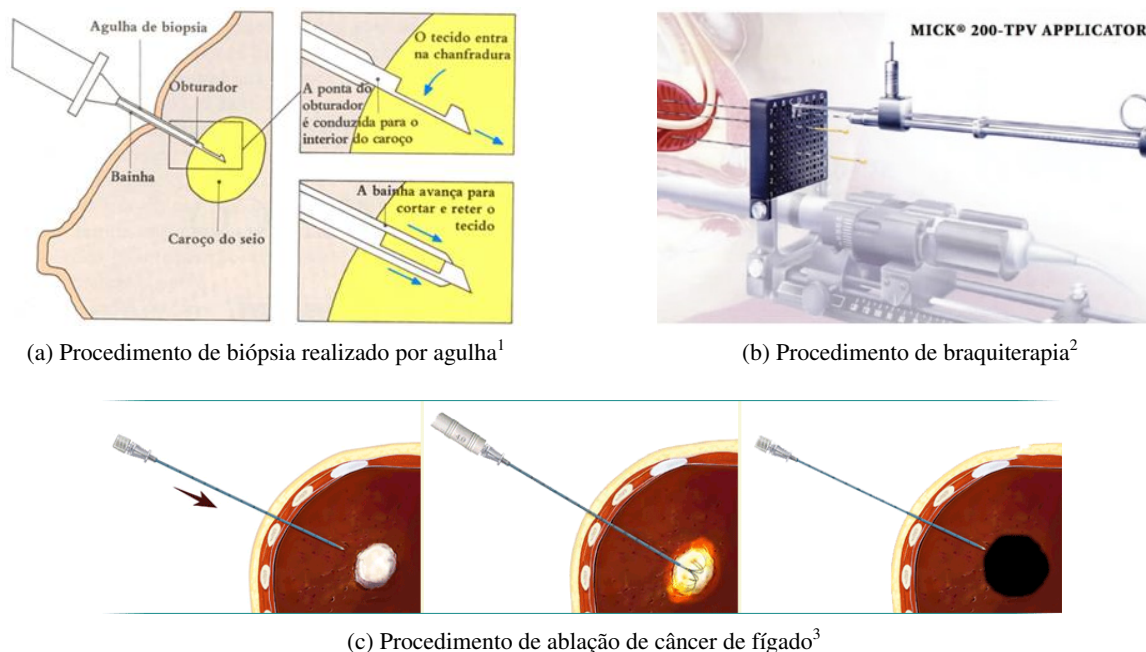 Agulha de biopsia
Obturador
Bainha
Caroço do seio
O tecido entra
na chanfradura
A ponta do
obturador
é conduzida para o
interior do caroço
A bainha avança para
cortar e reter o
tecido
(a) Procedimento de biópsia realizado por agulha¹
MICK® 200-TPV APPLICATOR
(b) Procedimento de braquiterapia²
(c) Procedimento de ablação de câncer de fígado³